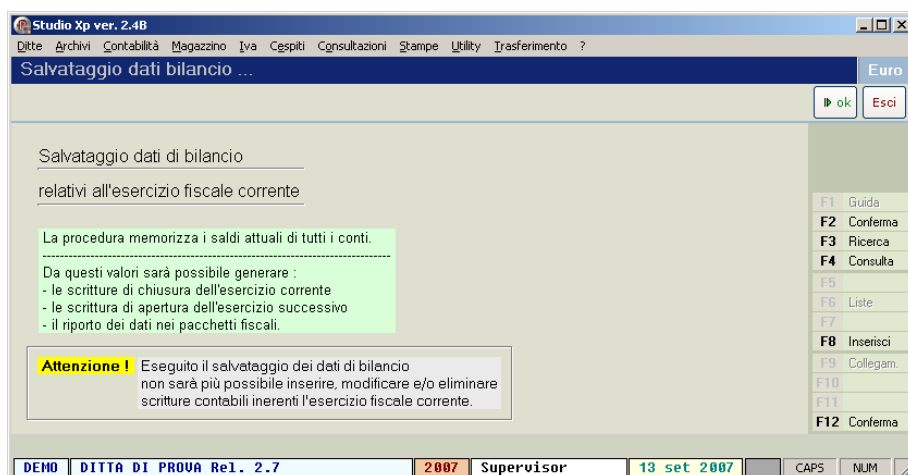 Studio Xp ver. 2.4B
Ditte Archivi Contabilità Magazzino Iva Cespiti Consultazioni Stampe Utility Trasferimento ?
Salvataggio dati bilancio ...
Euro
ok Esci
Salvataggio dati di bilancio
relativi all'esercizio fiscale corrente
La procedura memorizza i saldi attuali di tutti i conti.
Da questi valori sarà possibile generare :
- le scritture di chiusura dell'esercizio corrente
- le scrittura di apertura dell'esercizio successivo
- il riporto dei dati nei pacchetti fiscali.
Attenzione ! Eseguito il salvataggio dei dati di bilancio
non sarà più possibile inserire, modificare e/o eliminare
scritture contabili inerenti l'esercizio fiscale corrente.
F1 Guida
F2 Conferma
F3 Ricerca
F4 Consulta
F5
F6 Liste
F7
F8 Inserisci
F9 Collegam.
F10
F11
F12 Conferma
DEMO DITTA DI PROVA Rel. 2.7 2007 Supervisor 13 set 2007 CAPS NUM